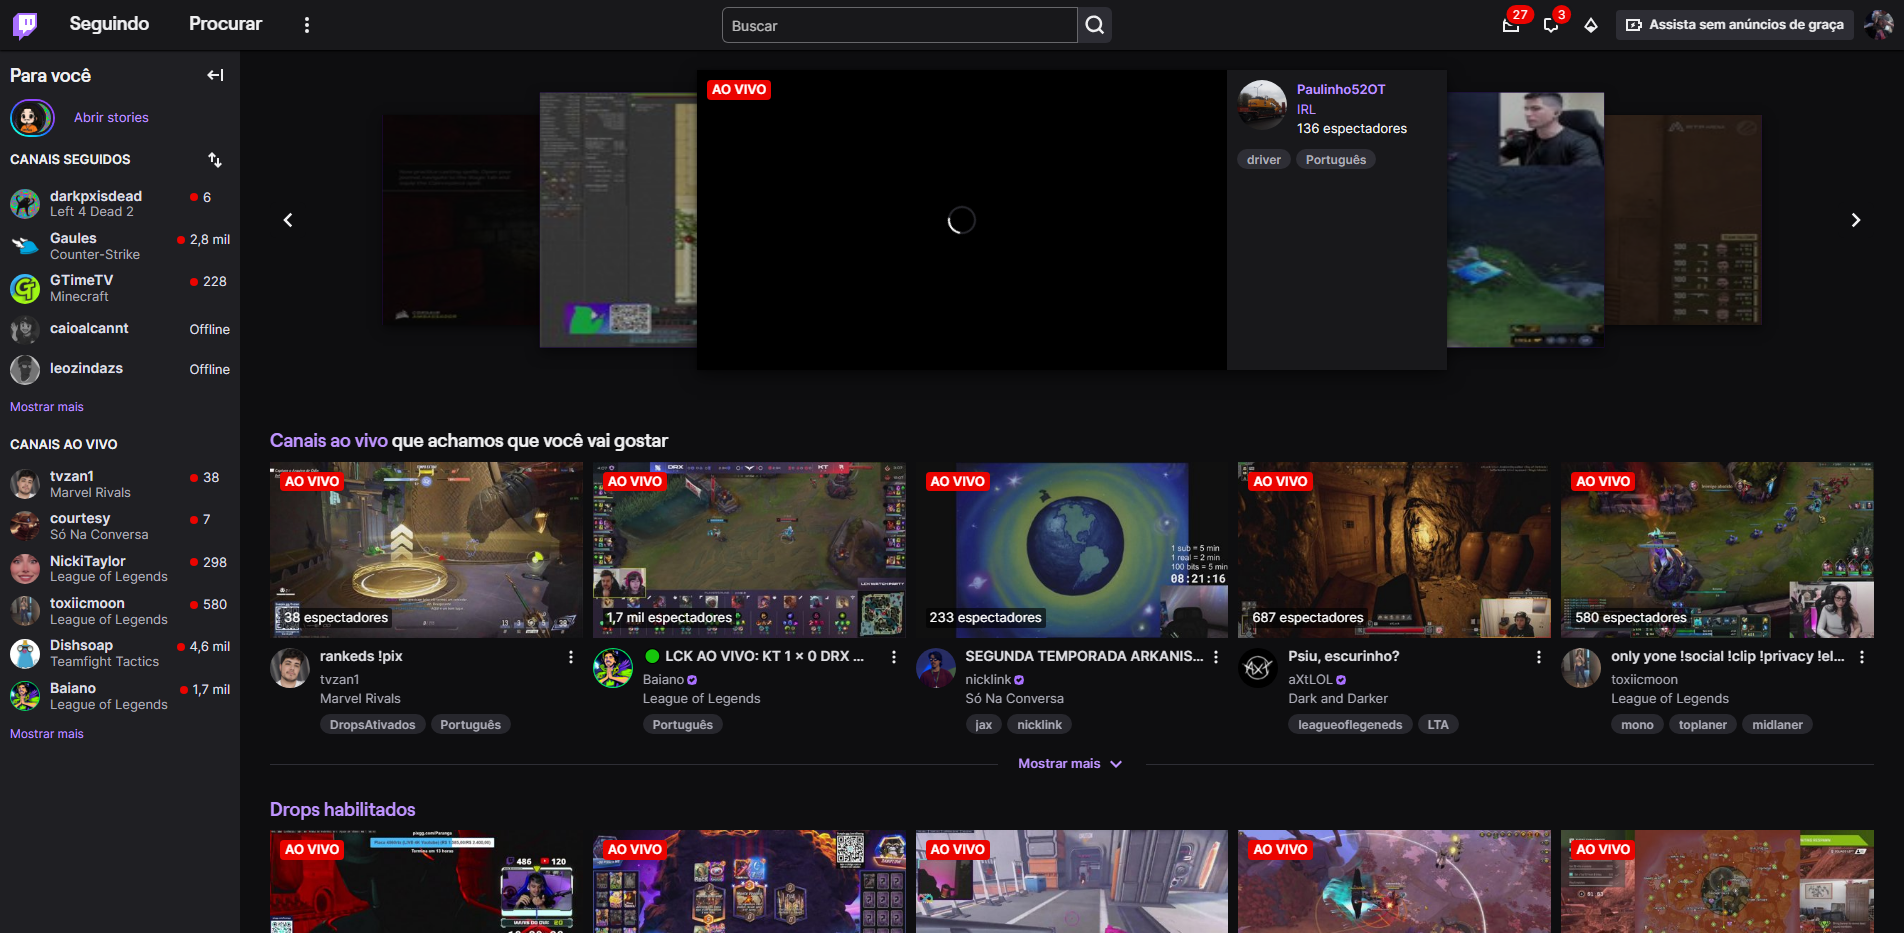 Seguindo
Procurar
Buscar
27
3
Assista sem anúncios de graça
Para você
Abrir stories
CANAIS SEGUIDOS
darkpxisdead
6
Left 4 Dead 2
Gaules
2,8 mil
Counter-Strike
GTimeTV
228
Minecraft
caioalcannt
Offline
leozindazs
Offline
Mostrar mais
CANAIS AO VIVO
tvzan1
38
Marvel Rivals
courtesy
7
Só Na Conversa
NickiTaylor
298
League of Legends
toxiicmoon
580
League of Legends
Dishsoap
4,6 mil
Teamfight Tactics
Baiano
1,7 mil
League of Legends
Mostrar mais
AO VIVO
Paulinho52OT
IRL
136 espectadores
driver
Português
Canais ao vivo que achamos que você vai gostar
AO VIVO
38 espectadores
rankeds !pix
tvzan1
Marvel Rivals
DropsAtivados
Português
AO VIVO
DRX
KT
1,7 mil espectadores
LCK AO VIVO: KT 1 x 0 DRX ...
Baiano
League of Legends
Português
AO VIVO
1 sub = 5 min
1 real = 2 min
100 bits = 5 min
08:21:16
233 espectadores
SEGUNDA TEMPORADA ARKANIS...
nicklink
Só Na Conversa
jax
nicklink
AO VIVO
687 espectadores
Psiu, escurinho?
aXtLOL
Dark and Darker
leagueoflegeneds
LTA
AO VIVO
580 espectadores
only yone !social !clip !privacy !el...
toxiicmoon
League of Legends
mono
toplaner
midlaner
Mostrar mais
Drops habilitados
AO VIVO
486
120
AO VIVO
AO VIVO
AO VIVO
AO VIVO